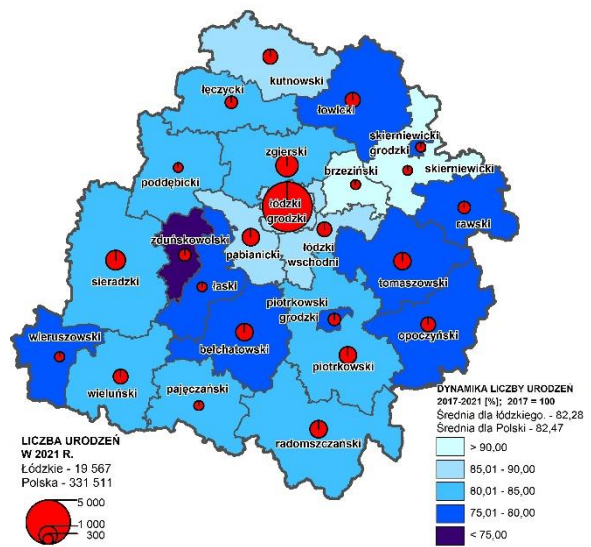 kutnowski
łęczycki
łowicki
skierniewicki
grodzki
zgierski
brzeziński
skierniewicki
poddębicki
łódzki
grodzki
rawski
zduńskowolski
pabianicki
łódzki
wschodni
sieradzki
łaski
tomaszowski
piotrkowski
grodzki
opoczyński
wieruszowski
bełchatowski
piotrkowski
wieluński
pajęczański
radomszczański
DYNAMIKA LICZBY URODZEŃ
2017-2021 [%]; 2017 = 100
Średnia dla łódzkiego. - 82,28
Średnia dla Polski - 82,47
> 90,00
85,01 - 90,00
80,01 - 85,00
75,01 - 80,00
< 75,00
LICZBA URODZEŃ
W 2021 R.
Łódzkie - 19 567
Polska - 331 511
5 000
1 000
300